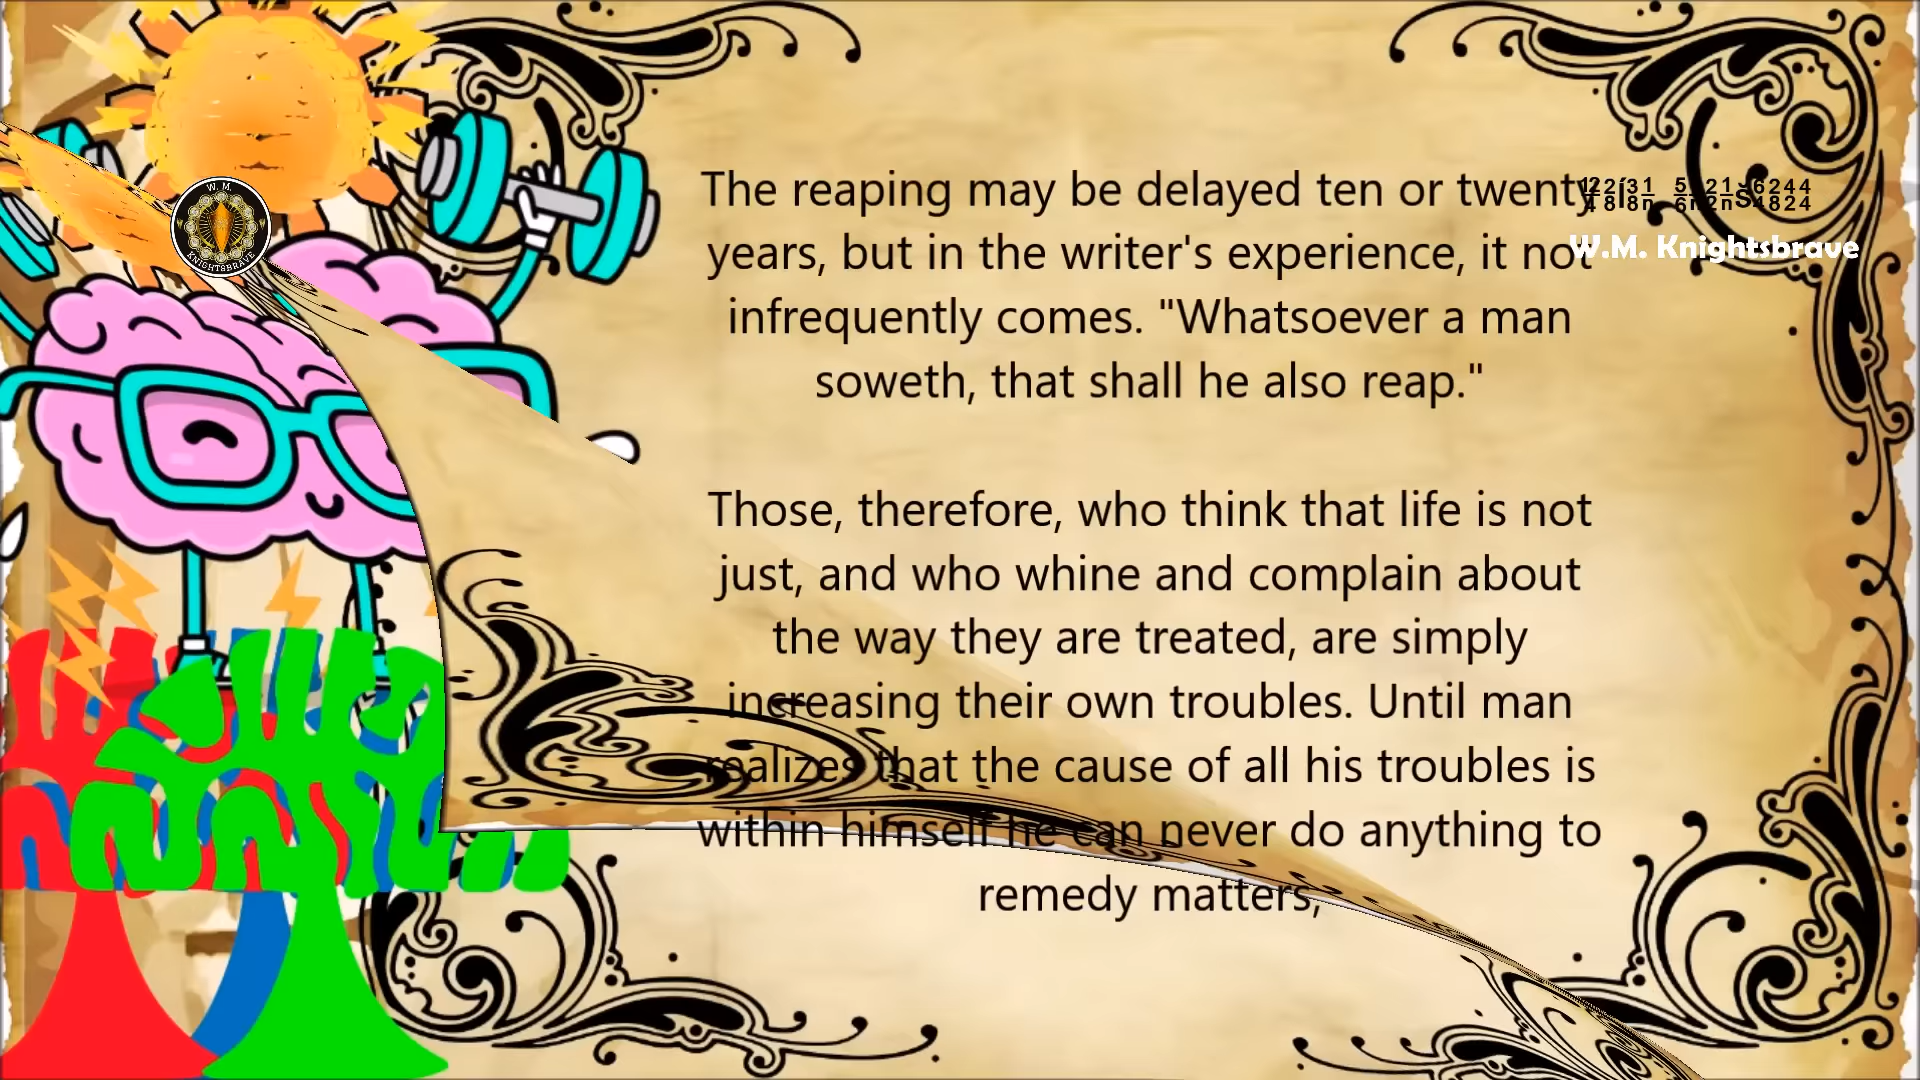 The reaping may be delayed ten or twenty
years, but in the writer's experience, it not
infrequently comes. "Whatsoever a man
soweth, that shall he also reap."
Those, therefore, who think that life is not
just, and who whine and complain about
the way they are treated, are simply
increasing their own troubles. Until man
realizes that the cause of all his troubles is
within himself he can never do anything to
remedy matters,
W.M. Knightsbrave
W. M.
KNIGHTSBRAVE